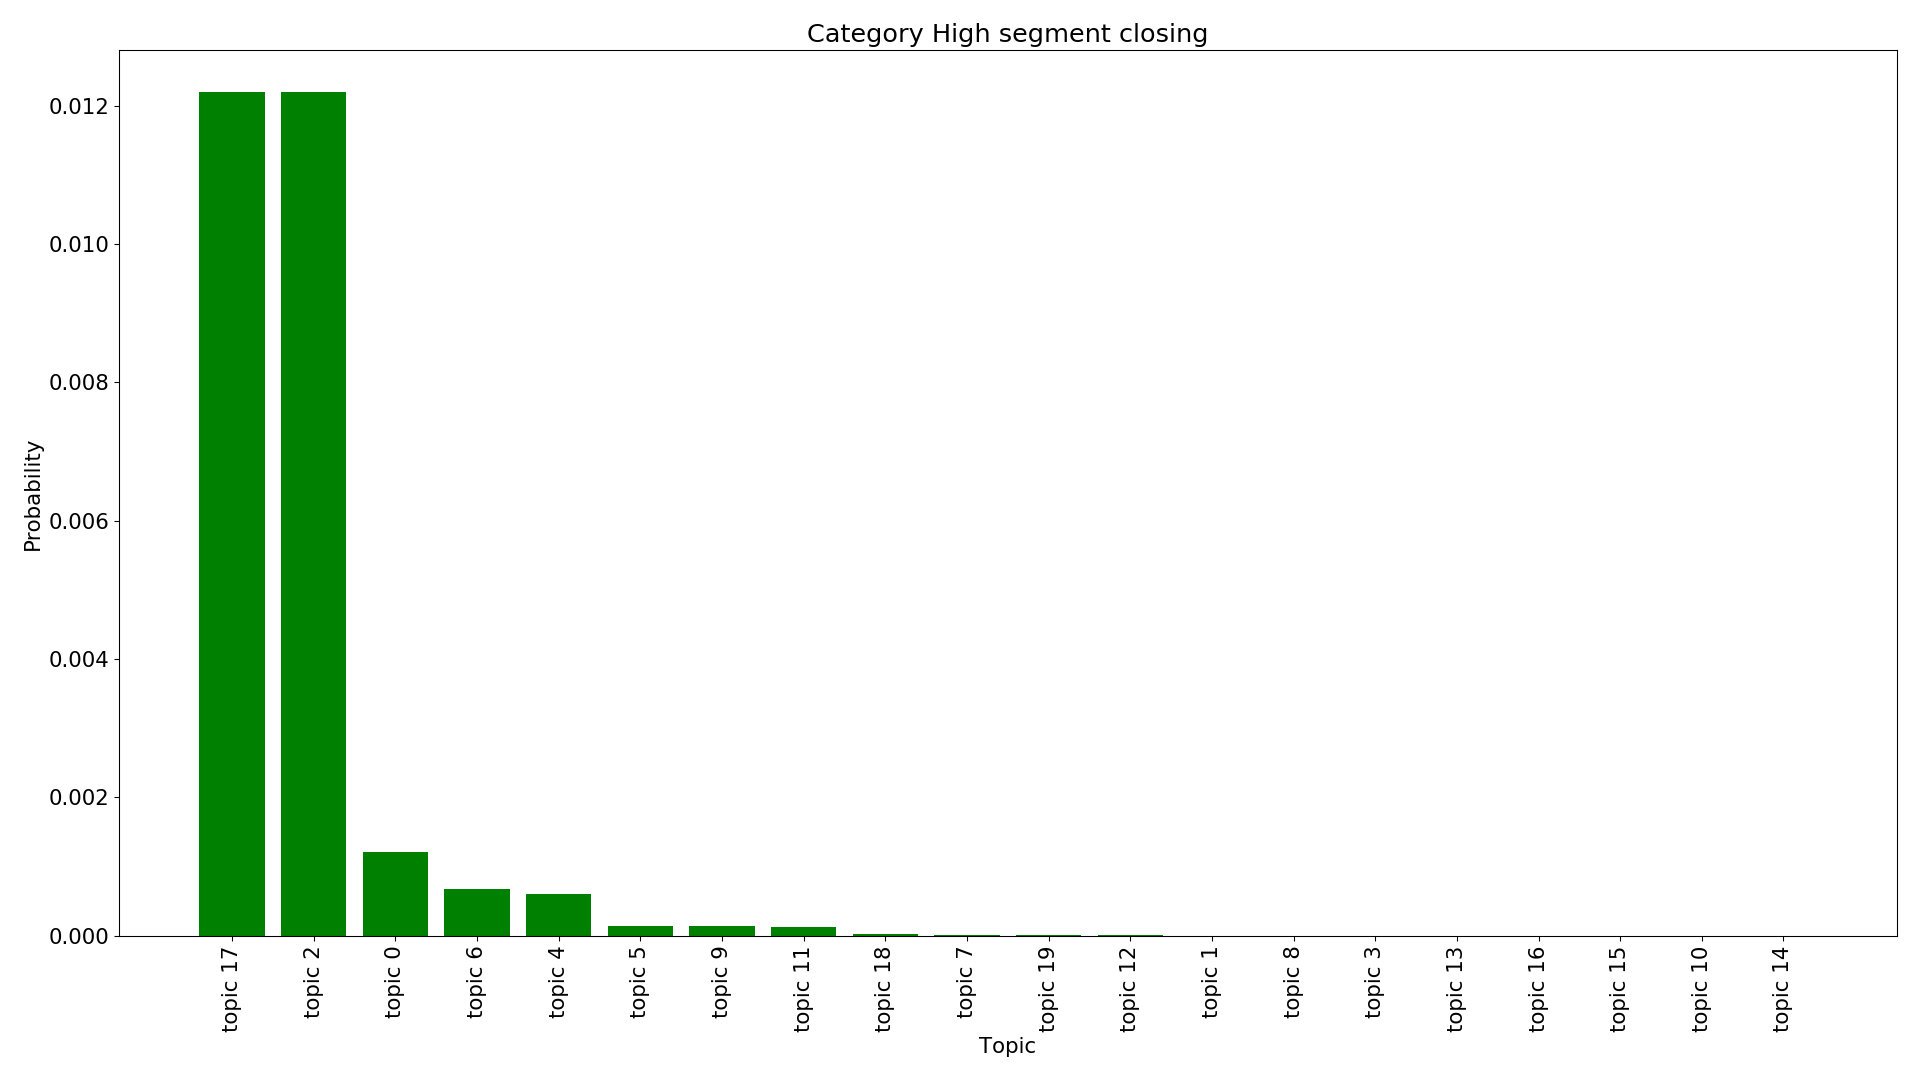 Category High segment closing
0.012
0.010
0.008
0.006
0.004
0.002
0.000
Probability
topic 17
topic 2
topic 0
topic 6
topic 4
topic 5
topic 9
topic 11
topic 18
topic 7
topic 19
topic 12
topic 1
topic 8
topic 3
topic 13
topic 16
topic 15
topic 10
topic 14
Topic